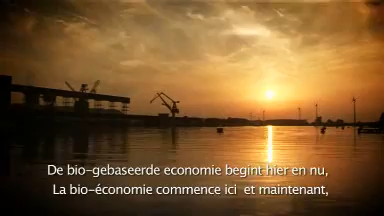 De bio-gebaseerde economie begint hier en nu,
La bio-économie commence ici et maintenant,